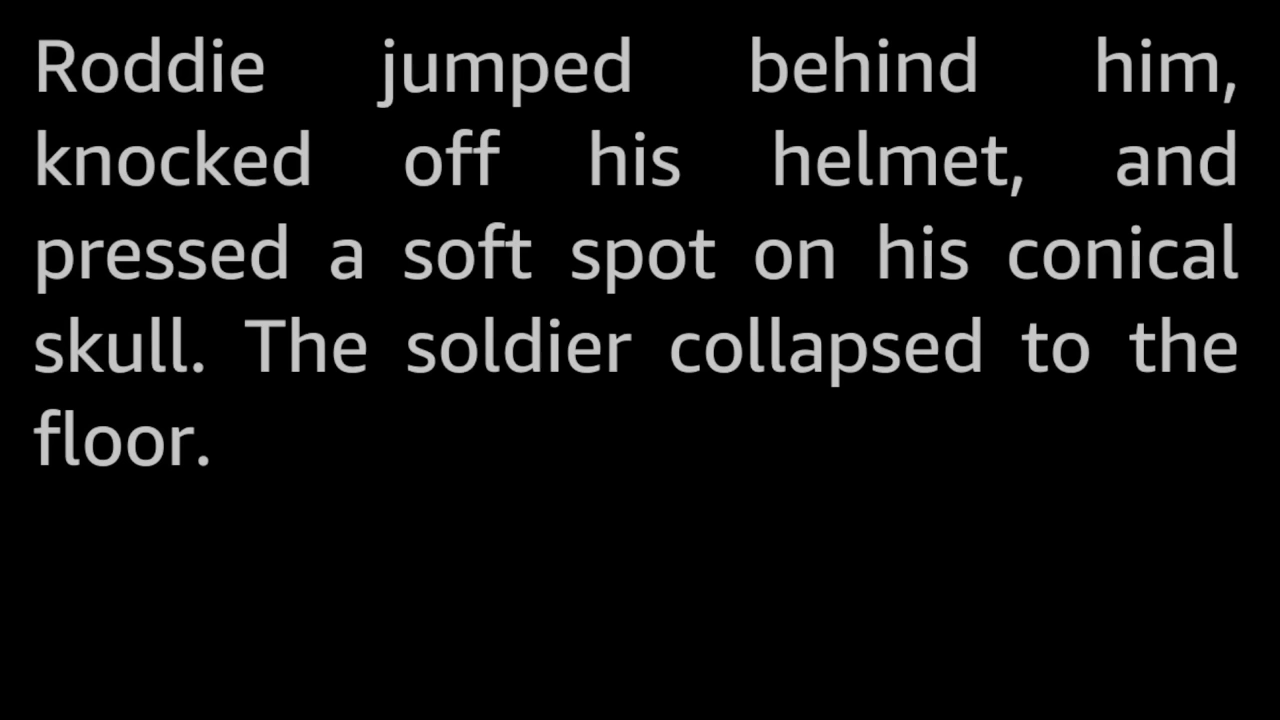 Roddie jumped behind him,
knocked off his helmet, and
pressed a soft spot on his conical
skull. The soldier collapsed to the
floor.